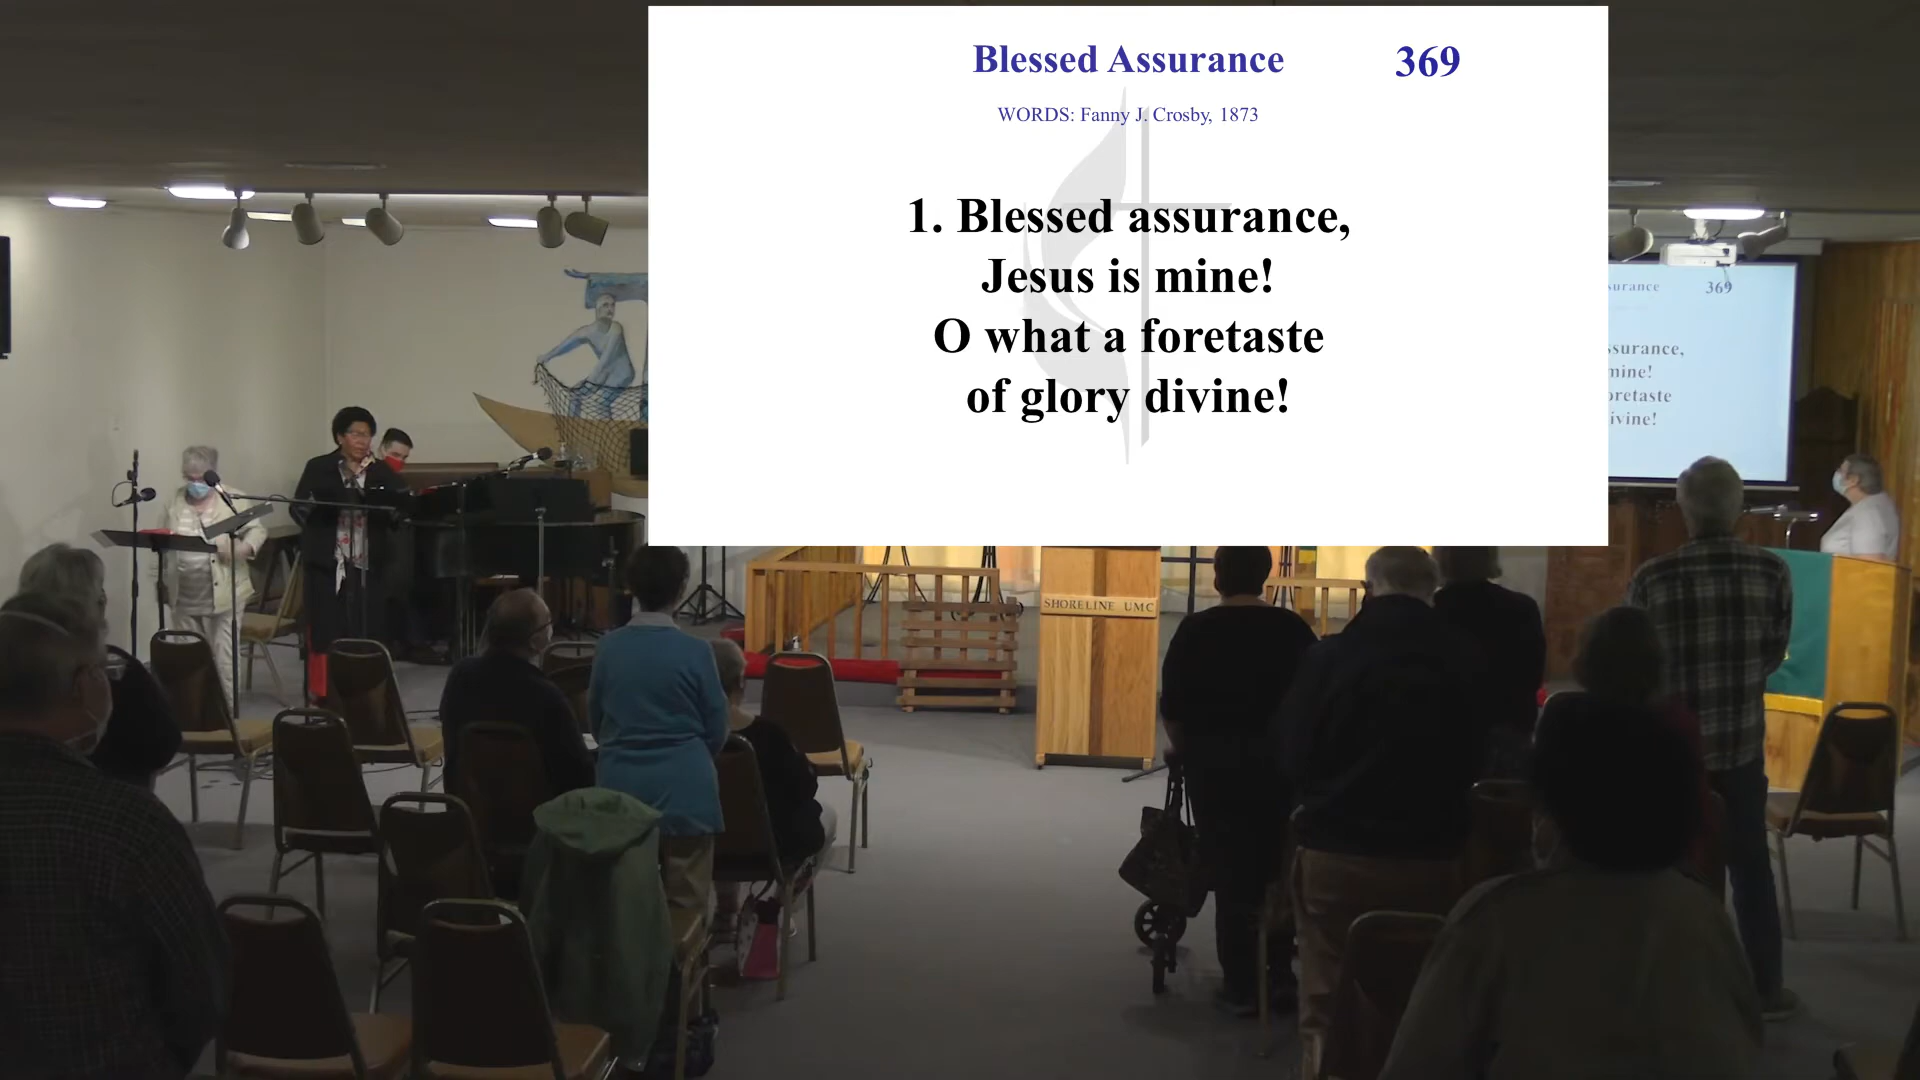 Blessed Assurance 369
WORDS: Fanny J. Crosby, 1873
1. Blessed assurance,
Jesus is mine!
O what a foretaste
of glory divine!
surance 369
ssurance,
mine!
oretaste
ivine!
SHORELINE UMC